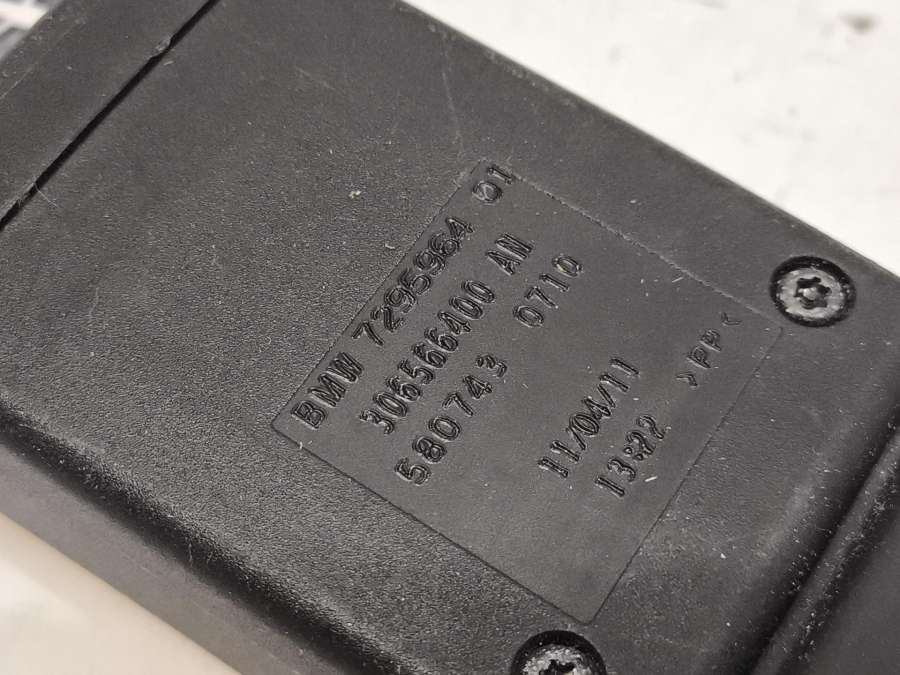 BMW 7295964 01
306566400 AN
580743 0710
11/04/11
13:22 >PP<